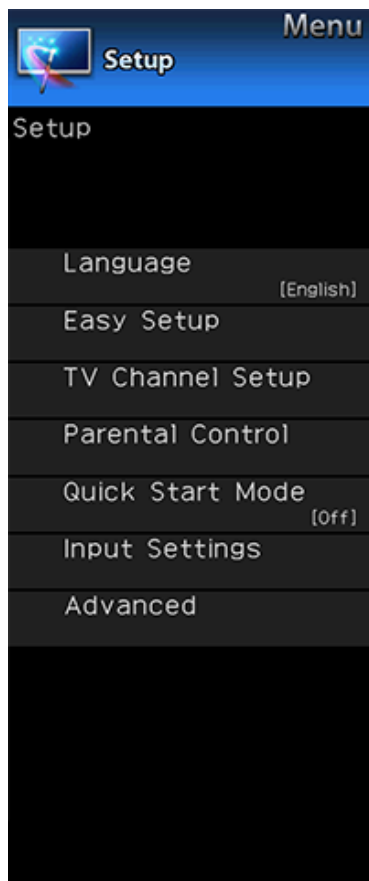 Menu
Setup
Setup
Language
[English]
Easy Setup
TV Channel Setup
Parental Control
Quick Start Mode
[Off]
Input Settings
Advanced